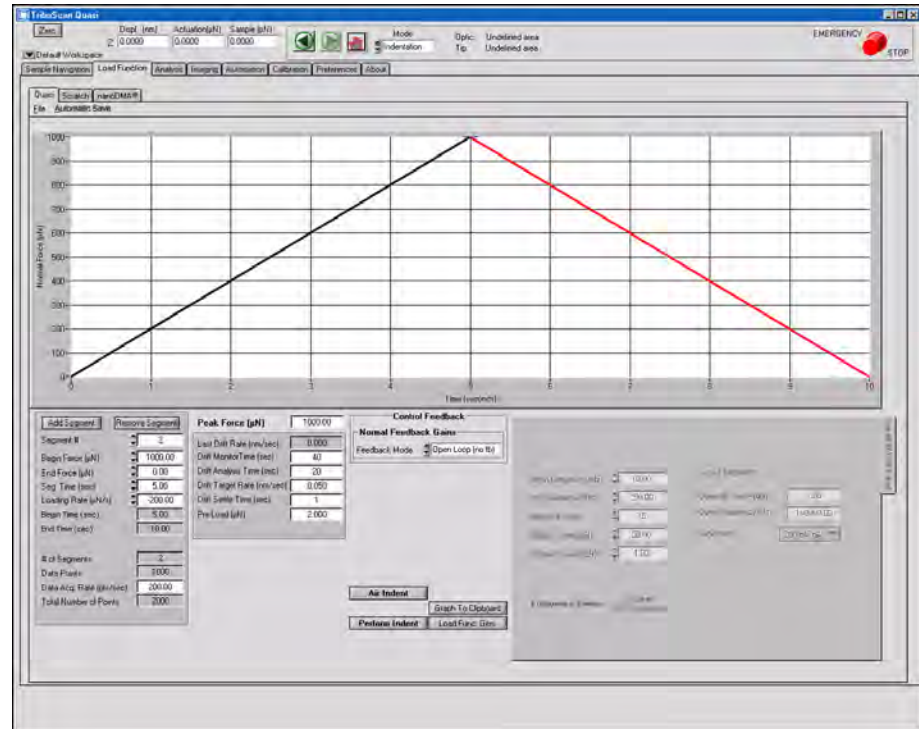 TriboScan Quasi
Zero
Displ. (nm) Actuation(µN) Sample (µN)
Z 0.0000 0.0000 0.0000
Mode
Indentation
Optic: Undefined area
Tip: Undefined area
EMERGENCY
STOP
Default Workspace
Sample Navigation Load Function Analysis Imaging Automation Calibration Preferences About
Quasi Scratch nanoDMA®
File Automatic Save
Normal Force (µN)
1000
900
800
700
600
500
400
300
200
100
0
0 1 2 3 4 5 6 7 8 9 10
Time (seconds)
Add Segment Remove Segment
Segment # 2
Begin Force (µN) 1000.00
End Force (µN) 0.00
Seg. Time (sec) 5.00
Loading Rate (µN/s) -200.00
Begin Time (sec) 5.00
End Time (sec) 10.00
# of Segments 2
Data Points
Data Acq. Rate (pts/sec) 200.00
Total Number of Points 2000
Peak Force (µN) 1000.00
Last Drift Rate (nm/sec) 0.000
Drift MonitorTime (sec) 40
Drift Analysis Time (sec) 20
Drift Target Rate (nm/sec) 0.050
Drift Settle Time (sec) 1
Pre-Load (µN) 2.000
Control Feedback
Normal Feedback Gains
Feedback Mode Open Loop (no fb)
Air Indent
Graph To Clipboard
Perform Indent Load Func. Gen.